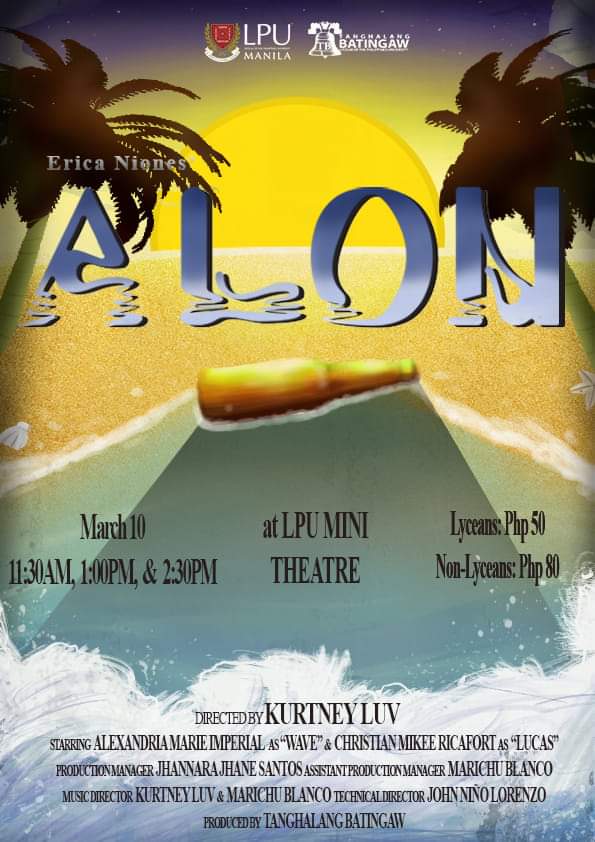 LPU
MANILA
TANGHALANG
BATINGAW
TB
Erica Niones'
ALON
March 10
11:30AM, 1:00PM, & 2:30PM
at LPU MINI
THEATRE
Lyceans: Php 50
Non-Lyceans: Php 80
DIRECTED BY KURTNEY LUV
STARRING ALEXANDRIA MARIE IMPERIAL AS "WAVE" & CHRISTIAN MIKEE RICAFORT AS "LUCAS"
PRODUCTION MANAGER JHANNARA JHANE SANTOS ASSISTANT PRODUCTION MANAGER MARICHU BLANCO
MUSIC DIRECTOR KURTNEY LUV & MARICHU BLANCO TECHNICAL DIRECTOR JOHN NIÑO LORENZO
PRODUCED BY TANGHALANG BATINGAW